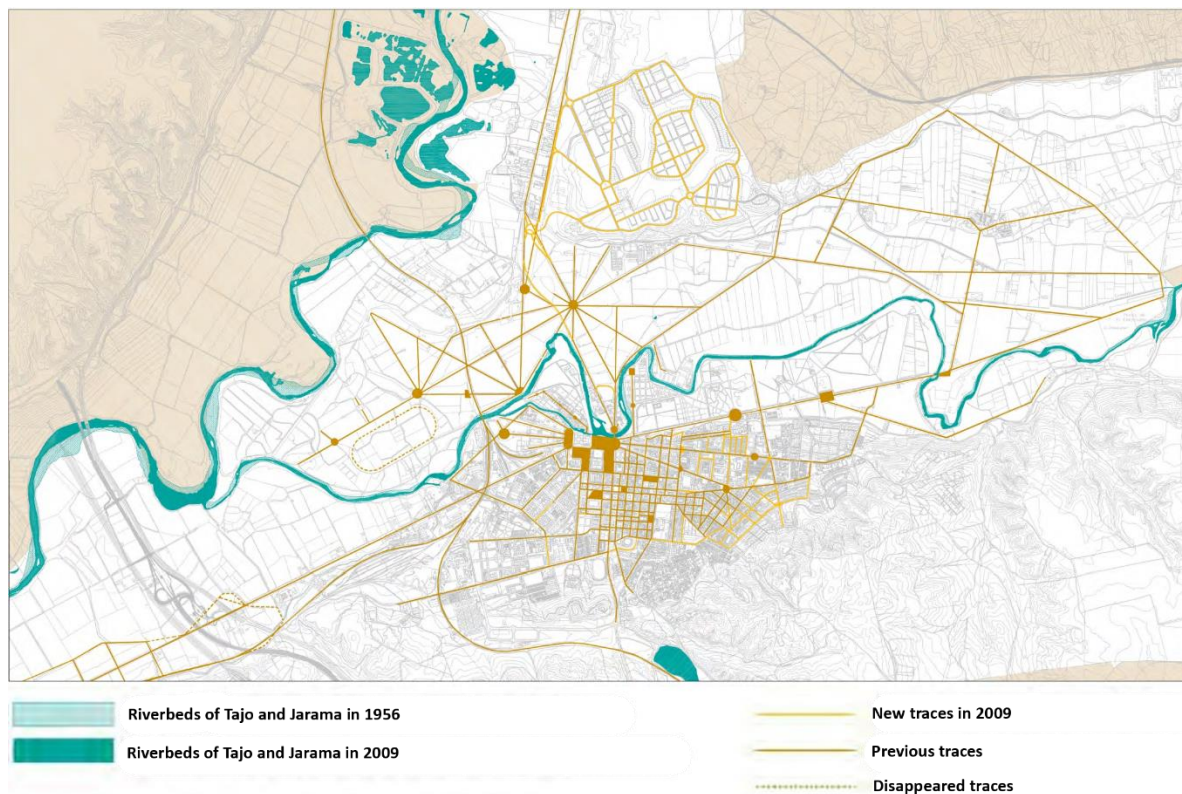 Riverbeds of Tajo and Jarama in 1956
Riverbeds of Tajo and Jarama in 2009
New traces in 2009
Previous traces
Disappeared traces